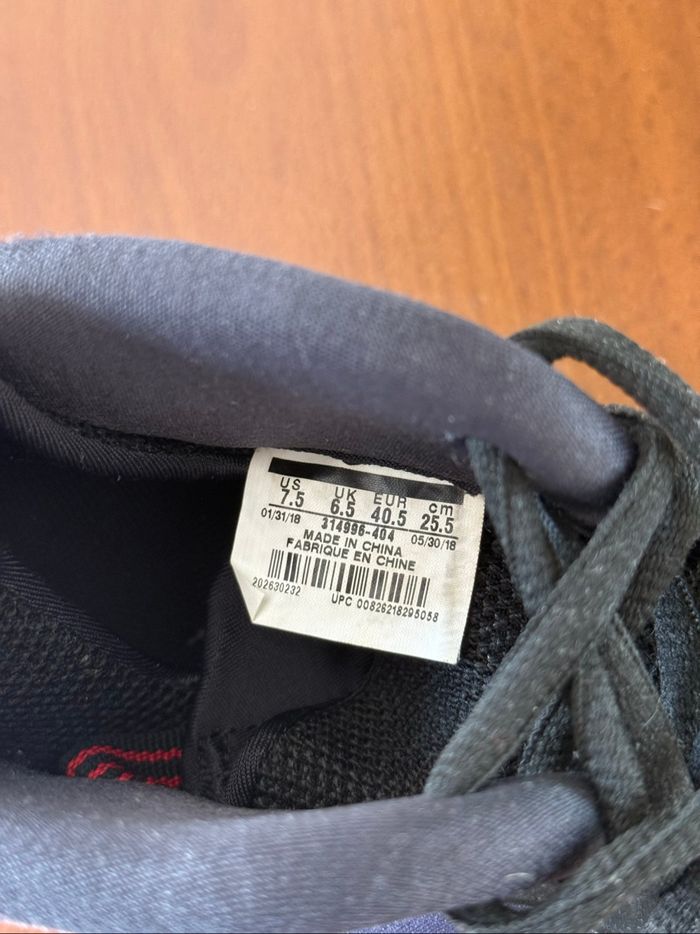 US UK EUR cm
7.5 6.5 40.5 25.5
01/31/18 314996-404 05/30/18
MADE IN CHINA
FABRIQUE EN CHINE
202630232 UPC 00826218295058